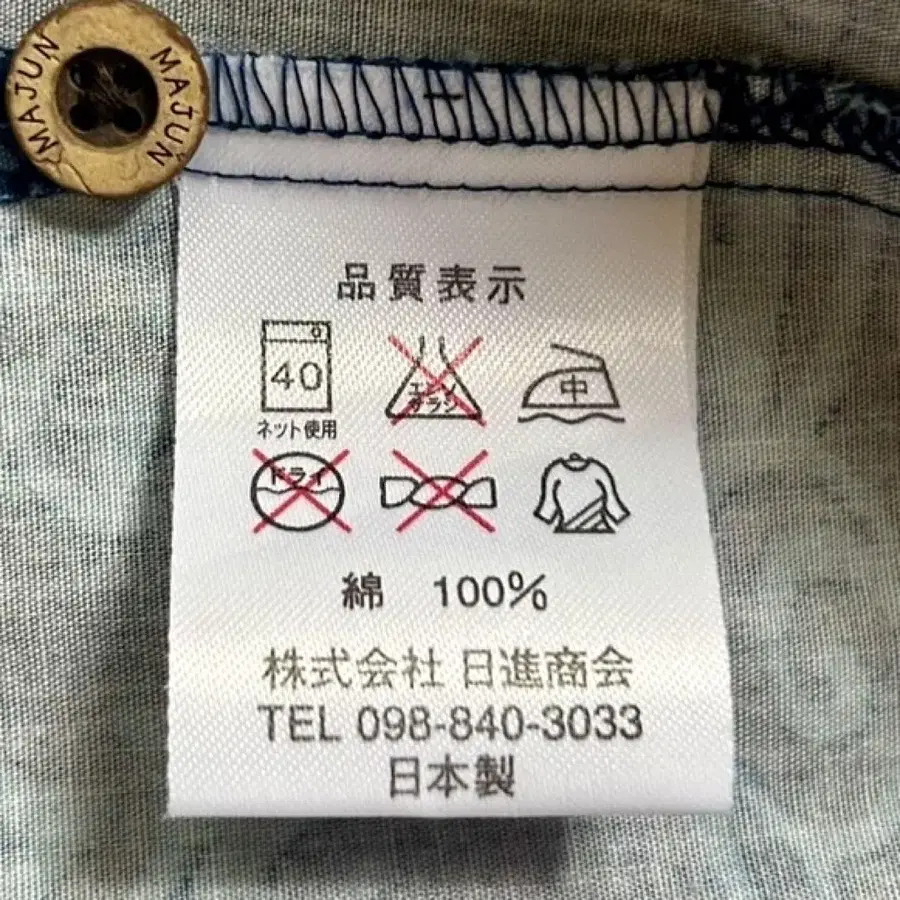 MAJUN MAJUN
品質表示
40
エンソ
サラシ
中
ネット使用
ドライ
綿 100%
株式会社 日進商会
TEL 098-840-3033
日本製